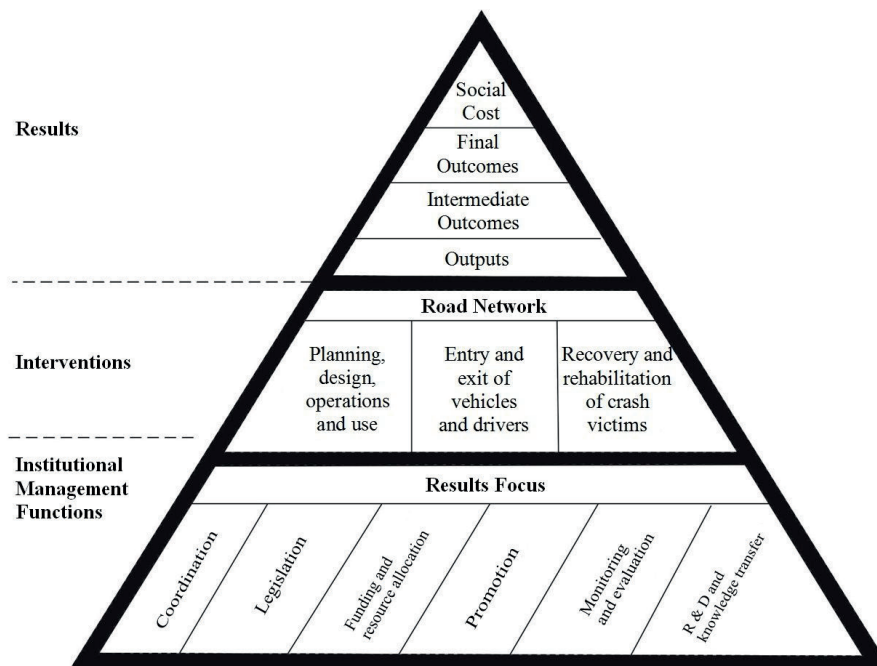 Results
Social
Cost
Final
Outcomes
Intermediate
Outcomes
Outputs
Interventions
Road Network
Planning,
design,
operations
and use
Entry and
exit of
vehicles
and drivers
Recovery and
rehabilitation
of crash
victims
Institutional
Management
Functions
Results Focus
Coordination
Legislation
Funding and
resource allocation
Promotion
Monitoring
and evaluation
R & D and
knowledge transfer